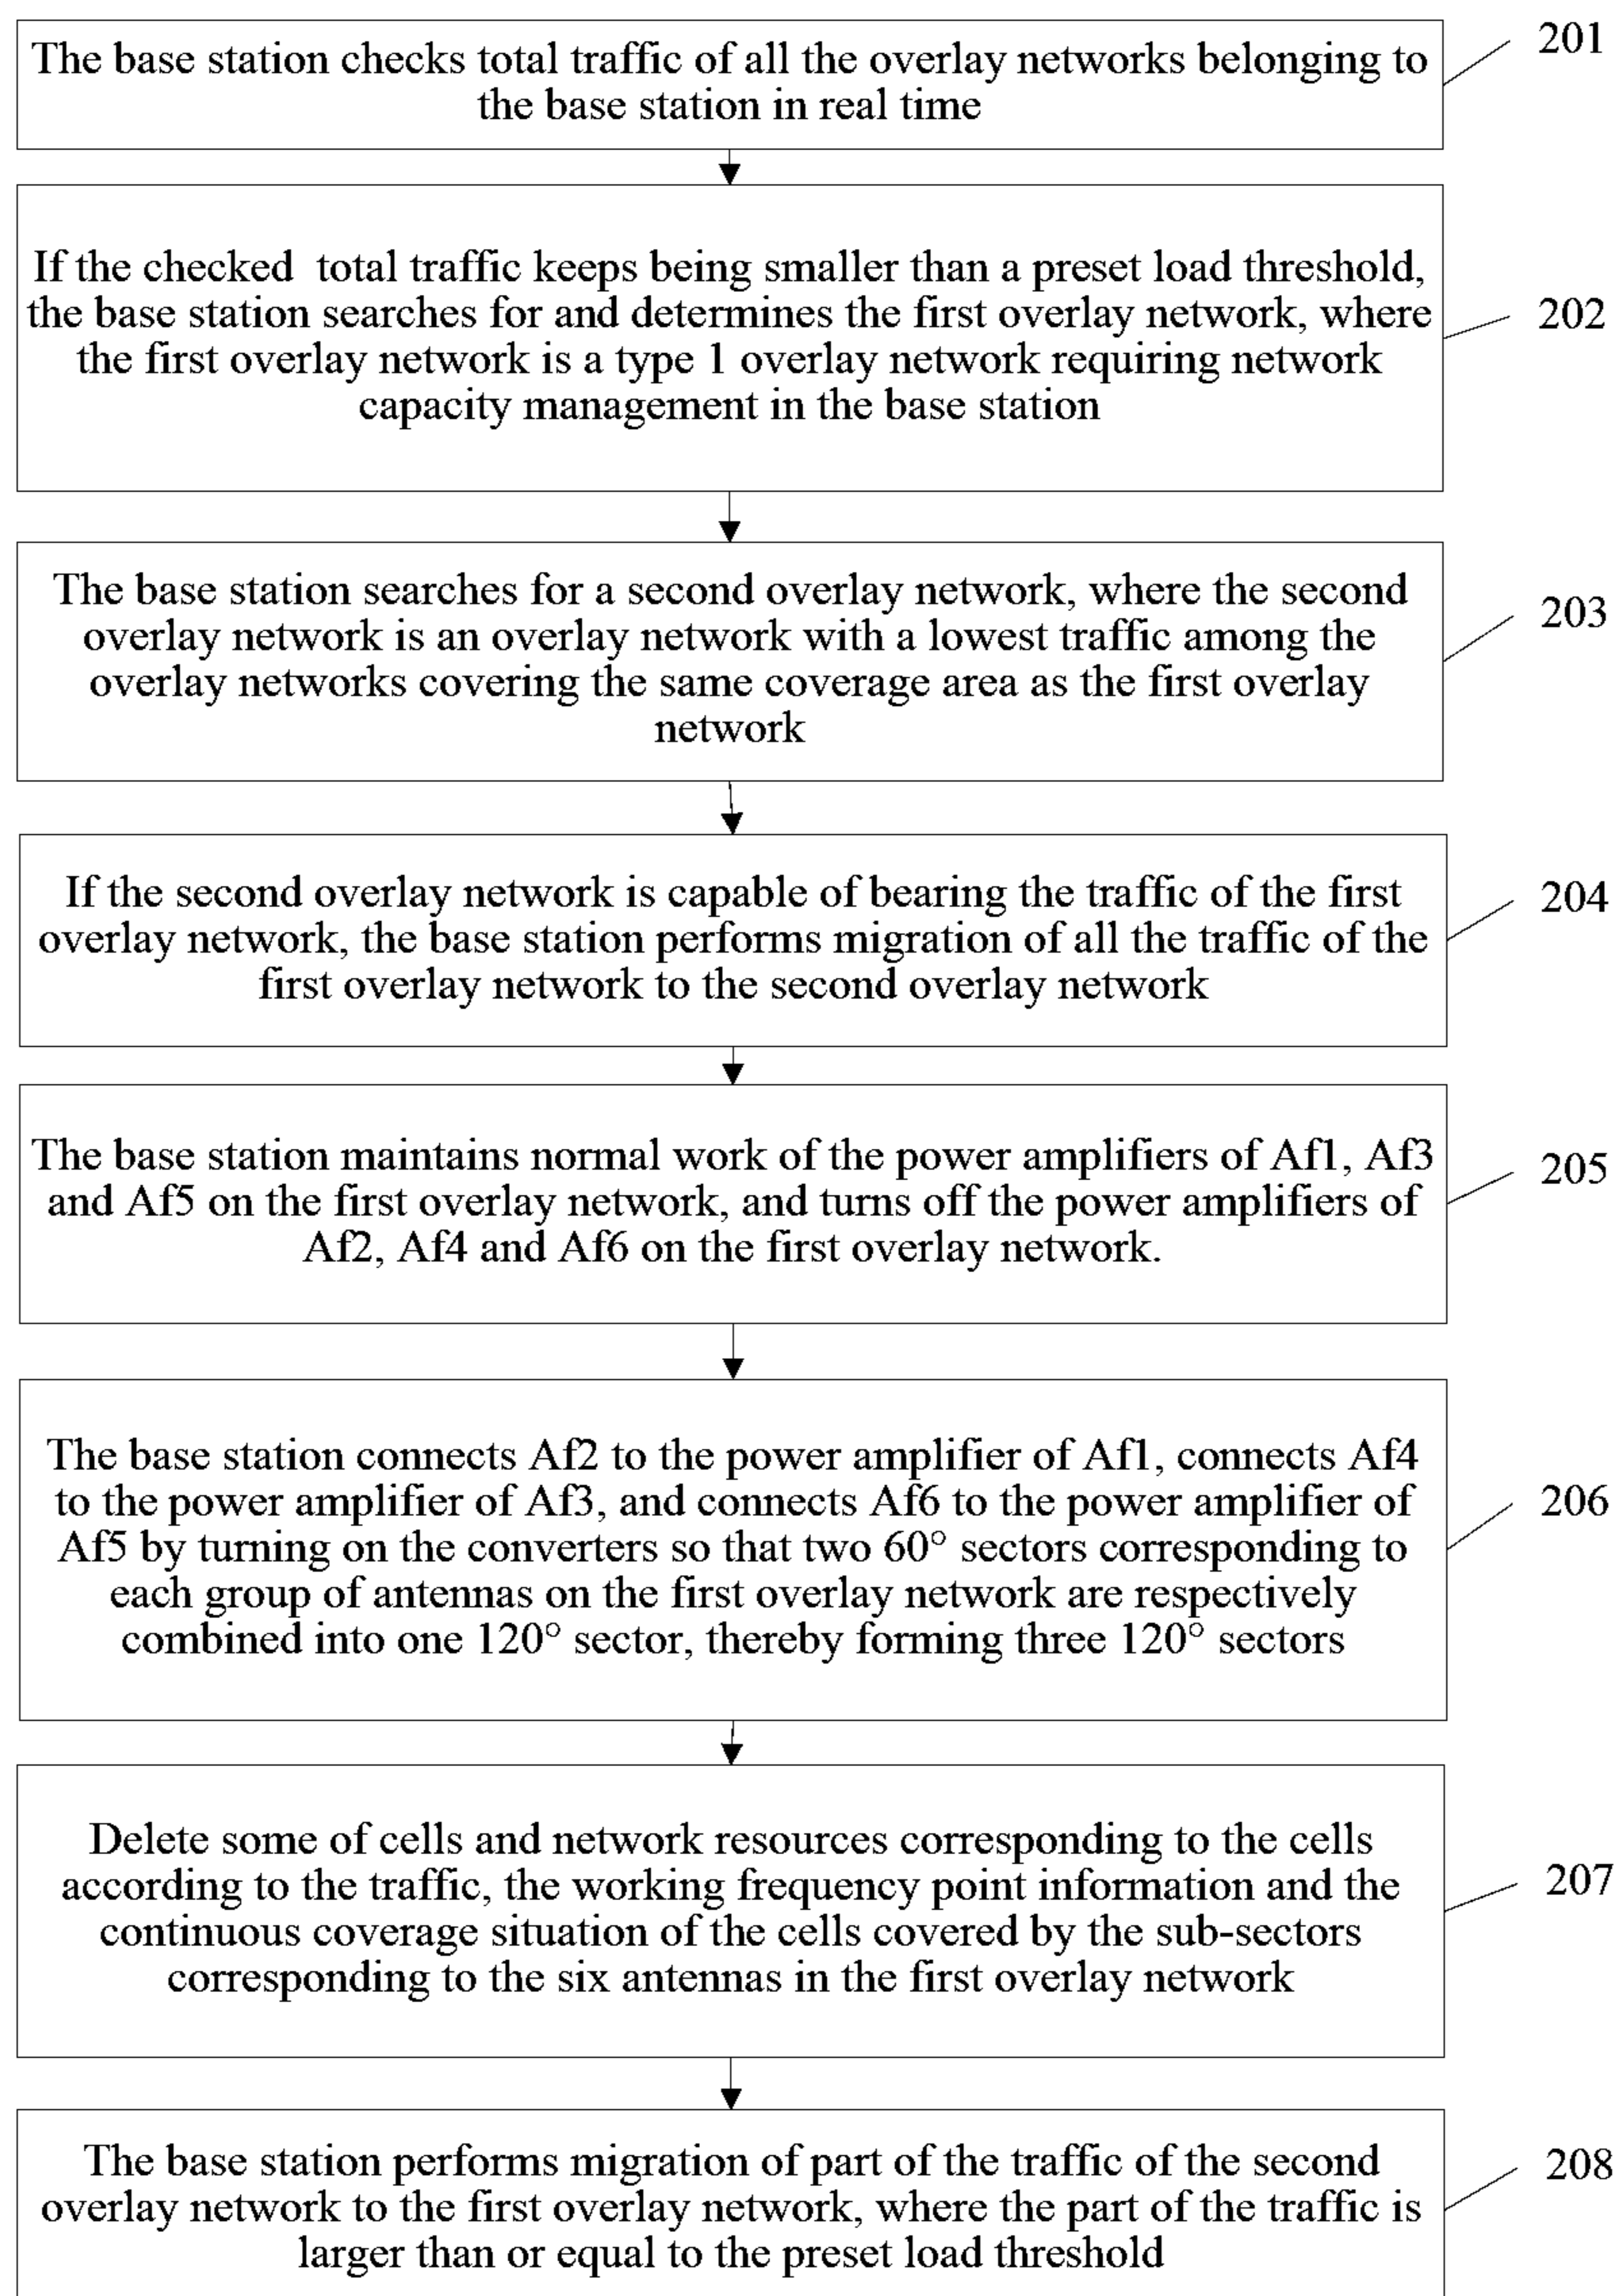 The base station checks total traffic of all the overlay networks belonging to
the base station in real time
201
If the checked total traffic keeps being smaller than a preset load threshold,
the base station searches for and determines the first overlay network, where
the first overlay network is a type 1 overlay network requiring network
capacity management in the base station
202
The base station searches for a second overlay network, where the second
overlay network is an overlay network with a lowest traffic among the
overlay networks covering the same coverage area as the first overlay
network
203
If the second overlay network is capable of bearing the traffic of the first
overlay network, the base station performs migration of all the traffic of the
first overlay network to the second overlay network
204
The base station maintains normal work of the power amplifiers of Af1, Af3
and Af5 on the first overlay network, and turns off the power amplifiers of
Af2, Af4 and Af6 on the first overlay network.
205
The base station connects Af2 to the power amplifier of Af1, connects Af4
to the power amplifier of Af3, and connects Af6 to the power amplifier of
Af5 by turning on the converters so that two 60° sectors corresponding to
each group of antennas on the first overlay network are respectively
combined into one 120° sector, thereby forming three 120° sectors
206
Delete some of cells and network resources corresponding to the cells
according to the traffic, the working frequency point information and the
continuous coverage situation of the cells covered by the sub-sectors
corresponding to the six antennas in the first overlay network
207
The base station performs migration of part of the traffic of the second
overlay network to the first overlay network, where the part of the traffic is
larger than or equal to the preset load threshold
208